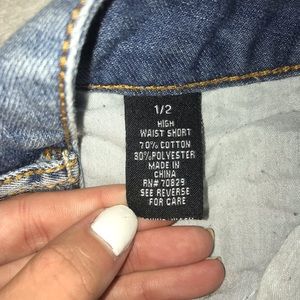 1/2
HIGH
WAIST SHORT
70% COTTON
30% POLYESTER
MADE IN
CHINA
RN# 70829
SEE REVERSE
FOR CARE